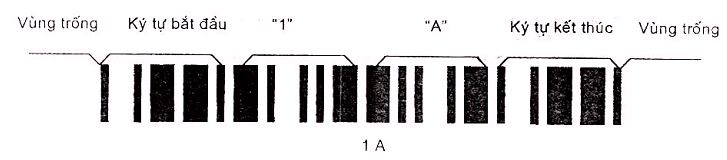 Vùng trống Ký tự bắt đầu “1” “A” Ký tự kết thúc Vùng trống
1 A